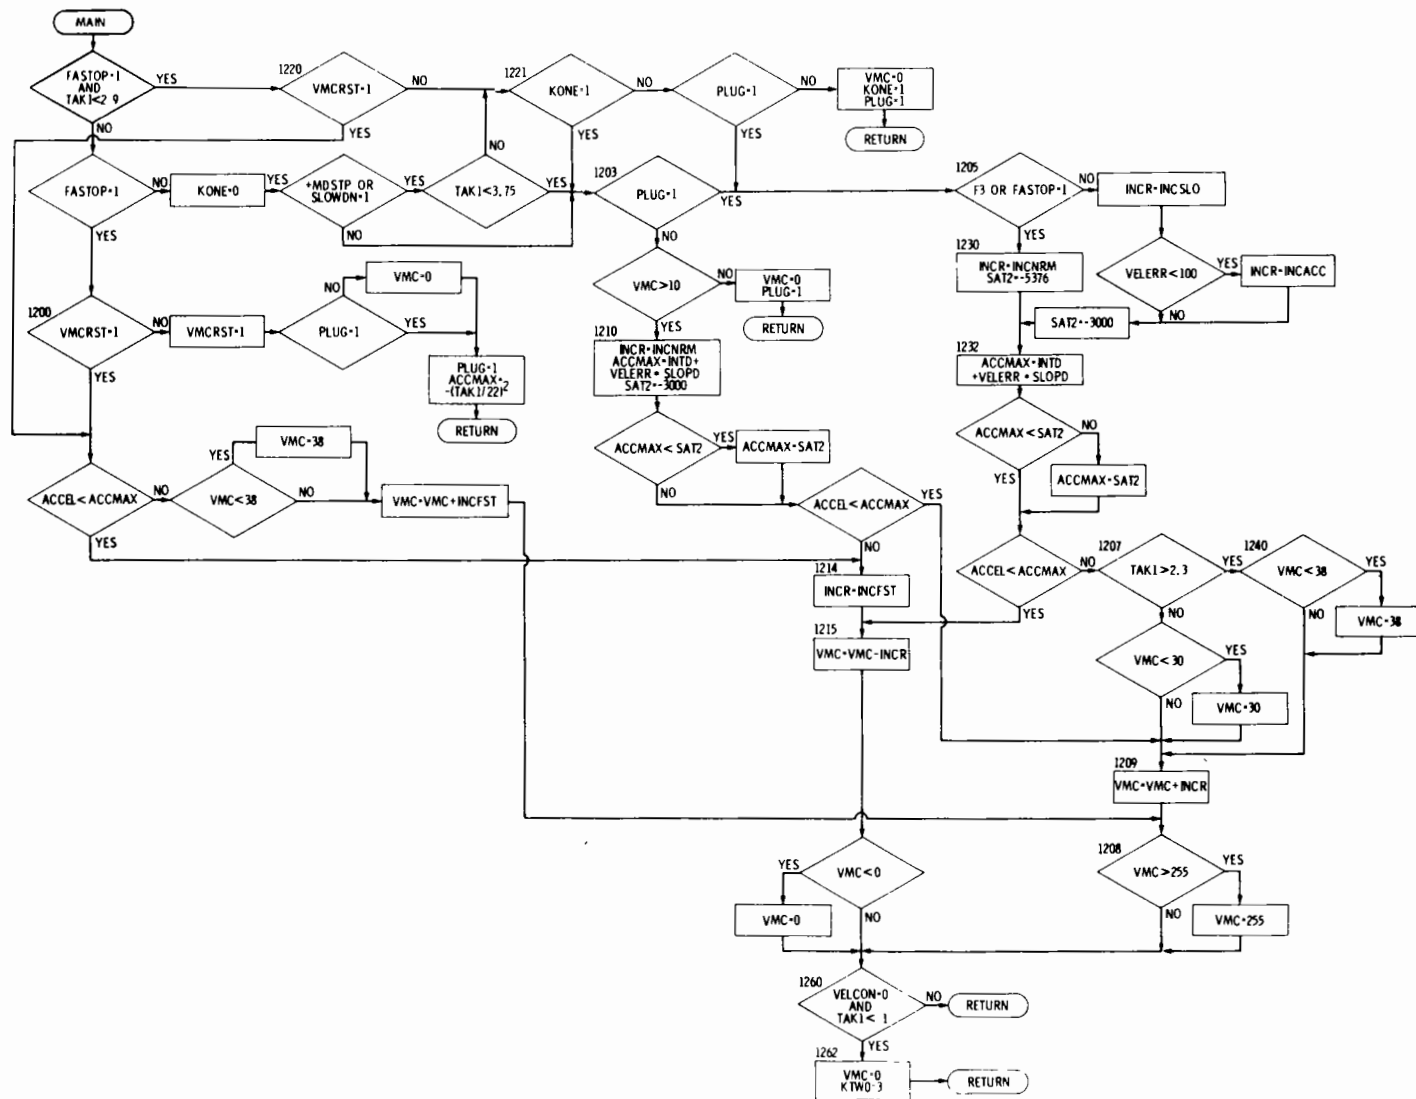 MAIN
FASTOP=1
AND
TAK1<2.9
YES
NO
1220
VMCRST=1
NO
YES
1221
KONE=1
NO
YES
PLUG=1
NO
YES
VMC=0
KONE=1
PLUG=1
RETURN
FASTOP=1
NO
YES
KONE=0
YES
+MDSTP OR
SLOWDN=1
YES
NO
TAK1<3.75
NO
YES
1203
PLUG=1
YES
NO
1205
F3 OR FASTOP=1
NO
YES
INCR=INCSLO
VELERR<100
YES
NO
INCR=INCACC
SAT2=-3000
1230
INCR=INCNRM
SAT2=-5376
1232
ACCMAX=INTD
+VELERR*SLOPD
VMC>10
NO
YES
VMC=0
PLUG=1
RETURN
1210
INCR=INCNRM
ACCMAX=INTD+
VELERR*SLOPD
SAT2=-3000
1200
VMCRST=1
NO
YES
VMCRST=1
PLUG=1
NO
YES
VMC=0
PLUG=1
ACCMAX=
-(TAK1/22)²
RETURN
ACCMAX<SAT2
YES
NO
ACCMAX=SAT2
ACCMAX<SAT2
NO
YES
ACCMAX=SAT2
ACCEL<ACCMAX
NO
YES
VMC<38
YES
NO
VMC=38
VMC=VMC+INCFST
ACCEL<ACCMAX
YES
NO
1214
INCR=INCFST
1215
VMC=VMC-INCR
ACCEL<ACCMAX
NO
YES
1207
TAK1>2.3
YES
NO
1240
VMC<38
YES
NO
VMC=38
VMC<30
YES
NO
VMC=30
1209
VMC=VMC+INCR
VMC<0
YES
NO
VMC=0
1208
VMC>255
YES
NO
VMC=255
1260
VELCON=0
AND
TAK1< 1
NO
YES
RETURN
1262
VMC=0
KTWO=3
RETURN